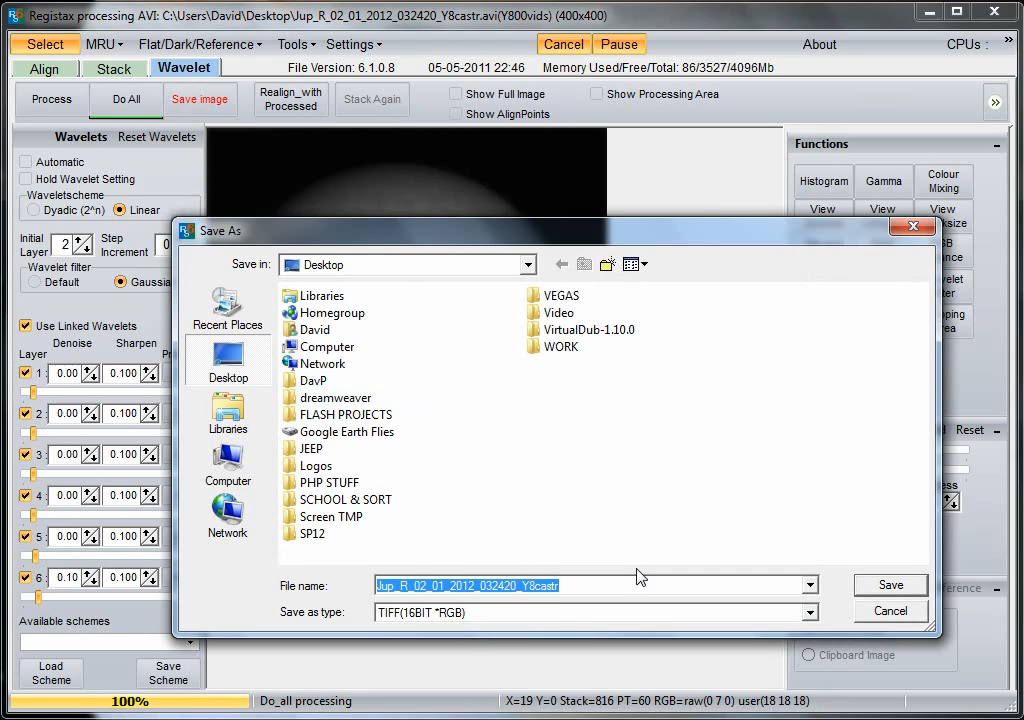 Registax processing AVI: C:\Users\David\Desktop\Jup_R_02_01_2012_032420_Y8castr.avi(Y800vids) (400x400)
Select MRU Flat/Dark/Reference Tools Settings Cancel Pause About CPUs : »
Align Stack Wavelet File Version: 6.1.0.8 05-05-2011 22:46 Memory Used/Free/Total: 86/3527/4096Mb
Process Do All Save image Realign_with Processed Stack Again Show Full Image Show Processing Area
Show AlignPoints
Wavelets Reset Wavelets
Functions
Automatic
Hold Wavelet Setting
Waveletscheme
Dyadic (2^n) Linear
Histogram Gamma Colour Mixing
View View View
Initial Layer 2 Step Increment 0
Wavelet filter
Default Gaussia
Use Linked Wavelets
Denoise Sharpen
Layer
1 : 0.00 0.100
2 : 0.00 0.100
3 : 0.00 0.100
4 : 0.00 0.100
5 : 0.00 0.100
6 : 0.10 0.100
Available schemes
Load Scheme Save Scheme
Save As
Save in: Desktop
Recent Places
Desktop
Libraries
Computer
Network
Libraries
Homegroup
David
Computer
Network
DavP
dreamweaver
FLASH PROJECTS
Google Earth Flies
JEEP
Logos
PHP STUFF
SCHOOL & SORT
Screen TMP
SP12
VEGAS
Video
VirtualDub-1.10.0
WORK
File name: Jup_R_02_01_2012_032420_Y8castr Save
Save as type: TIFF(16BIT *RGB) Cancel
Reset
Clipboard Image
100% Do_all processing X=19 Y=0 Stack=816 PT=60 RGB=raw(0 7 0) user(18 18 18)